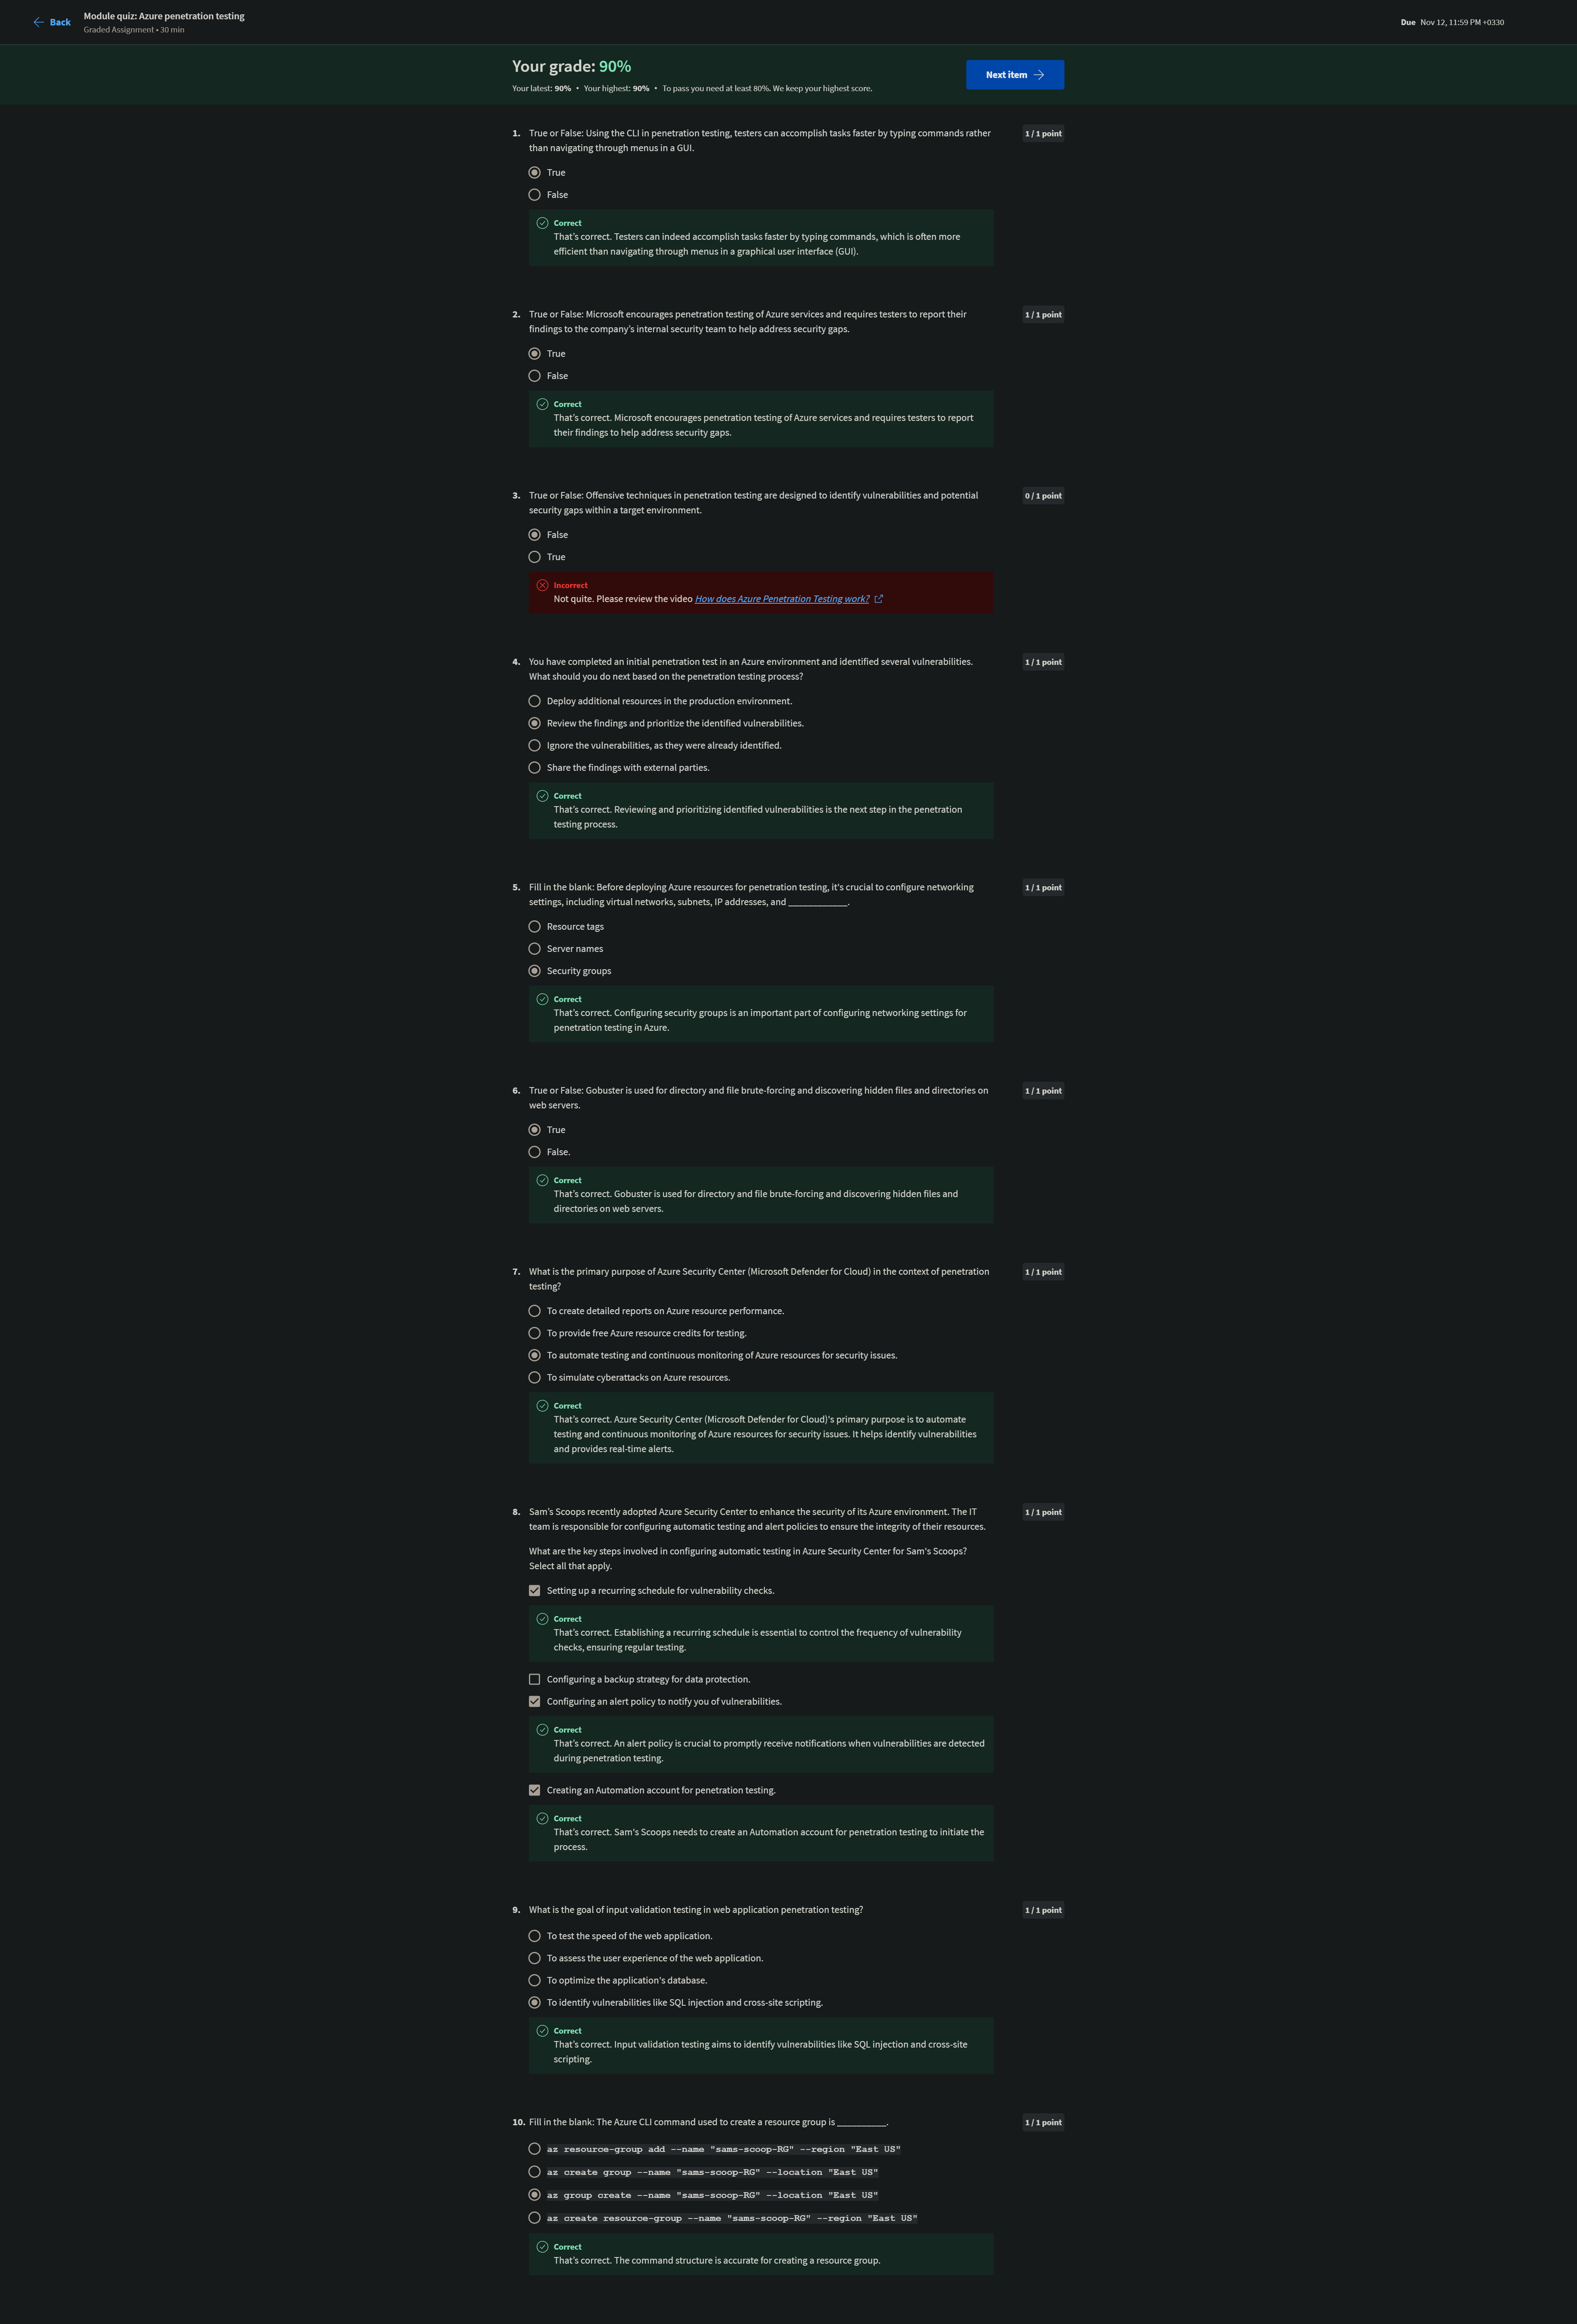 Back
Module quiz: Azure penetration testing
Graded Assignment • 30 min
Due Nov 12, 11:59 PM +0330
Your grade: 90%
Your latest: 90% • Your highest: 90% • To pass you need at least 80%. We keep your highest score.
Next item
1. True or False: Using the CLI in penetration testing, testers can accomplish tasks faster by typing commands rather
than navigating through menus in a GUI.
1 / 1 point
True
False
Correct
That's correct. Testers can indeed accomplish tasks faster by typing commands, which is often more
efficient than navigating through menus in a graphical user interface (GUI).
2. True or False: Microsoft encourages penetration testing of Azure services and requires testers to report their
findings to the company's internal security team to help address security gaps.
1 / 1 point
True
False
Correct
That's correct. Microsoft encourages penetration testing of Azure services and requires testers to report
their findings to help address security gaps.
3. True or False: Offensive techniques in penetration testing are designed to identify vulnerabilities and potential
security gaps within a target environment.
0 / 1 point
False
True
Incorrect
Not quite. Please review the video How does Azure Penetration Testing work?
4. You have completed an initial penetration test in an Azure environment and identified several vulnerabilities.
What should you do next based on the penetration testing process?
1 / 1 point
Deploy additional resources in the production environment.
Review the findings and prioritize the identified vulnerabilities.
Ignore the vulnerabilities, as they were already identified.
Share the findings with external parties.
Correct
That's correct. Reviewing and prioritizing identified vulnerabilities is the next step in the penetration
testing process.
5. Fill in the blank: Before deploying Azure resources for penetration testing, it's crucial to configure networking
settings, including virtual networks, subnets, IP addresses, and ____________.
1 / 1 point
Resource tags
Server names
Security groups
Correct
That's correct. Configuring security groups is an important part of configuring networking settings for
penetration testing in Azure.
6. True or False: Gobuster is used for directory and file brute-forcing and discovering hidden files and directories on
web servers.
1 / 1 point
True
False.
Correct
That's correct. Gobuster is used for directory and file brute-forcing and discovering hidden files and
directories on web servers.
7. What is the primary purpose of Azure Security Center (Microsoft Defender for Cloud) in the context of penetration
testing?
1 / 1 point
To create detailed reports on Azure resource performance.
To provide free Azure resource credits for testing.
To automate testing and continuous monitoring of Azure resources for security issues.
To simulate cyberattacks on Azure resources.
Correct
That's correct. Azure Security Center (Microsoft Defender for Cloud)'s primary purpose is to automate
testing and continuous monitoring of Azure resources for security issues. It helps identify vulnerabilities
and provides real-time alerts.
8. Sam's Scoops recently adopted Azure Security Center to enhance the security of its Azure environment. The IT
team is responsible for configuring automatic testing and alert policies to ensure the integrity of their resources.
1 / 1 point
What are the key steps involved in configuring automatic testing in Azure Security Center for Sam's Scoops?
Select all that apply.
Setting up a recurring schedule for vulnerability checks.
Correct
That's correct. Establishing a recurring schedule is essential to control the frequency of vulnerability
checks, ensuring regular testing.
Configuring a backup strategy for data protection.
Configuring an alert policy to notify you of vulnerabilities.
Correct
That's correct. An alert policy is crucial to promptly receive notifications when vulnerabilities are detected
during penetration testing.
Creating an Automation account for penetration testing.
Correct
That's correct. Sam's Scoops needs to create an Automation account for penetration testing to initiate the
process.
9. What is the goal of input validation testing in web application penetration testing?
1 / 1 point
To test the speed of the web application.
To assess the user experience of the web application.
To optimize the application's database.
To identify vulnerabilities like SQL injection and cross-site scripting.
Correct
That's correct. Input validation testing aims to identify vulnerabilities like SQL injection and cross-site
scripting.
10. Fill in the blank: The Azure CLI command used to create a resource group is __________.
1 / 1 point
az resource-group add --name "sams-scoop-RG" --region "East US"
az create group --name "sams-scoop-RG" --location "East US"
az group create --name "sams-scoop-RG" --location "East US"
az create resource-group --name "sams-scoop-RG" --region "East US"
Correct
That's correct. The command structure is accurate for creating a resource group.